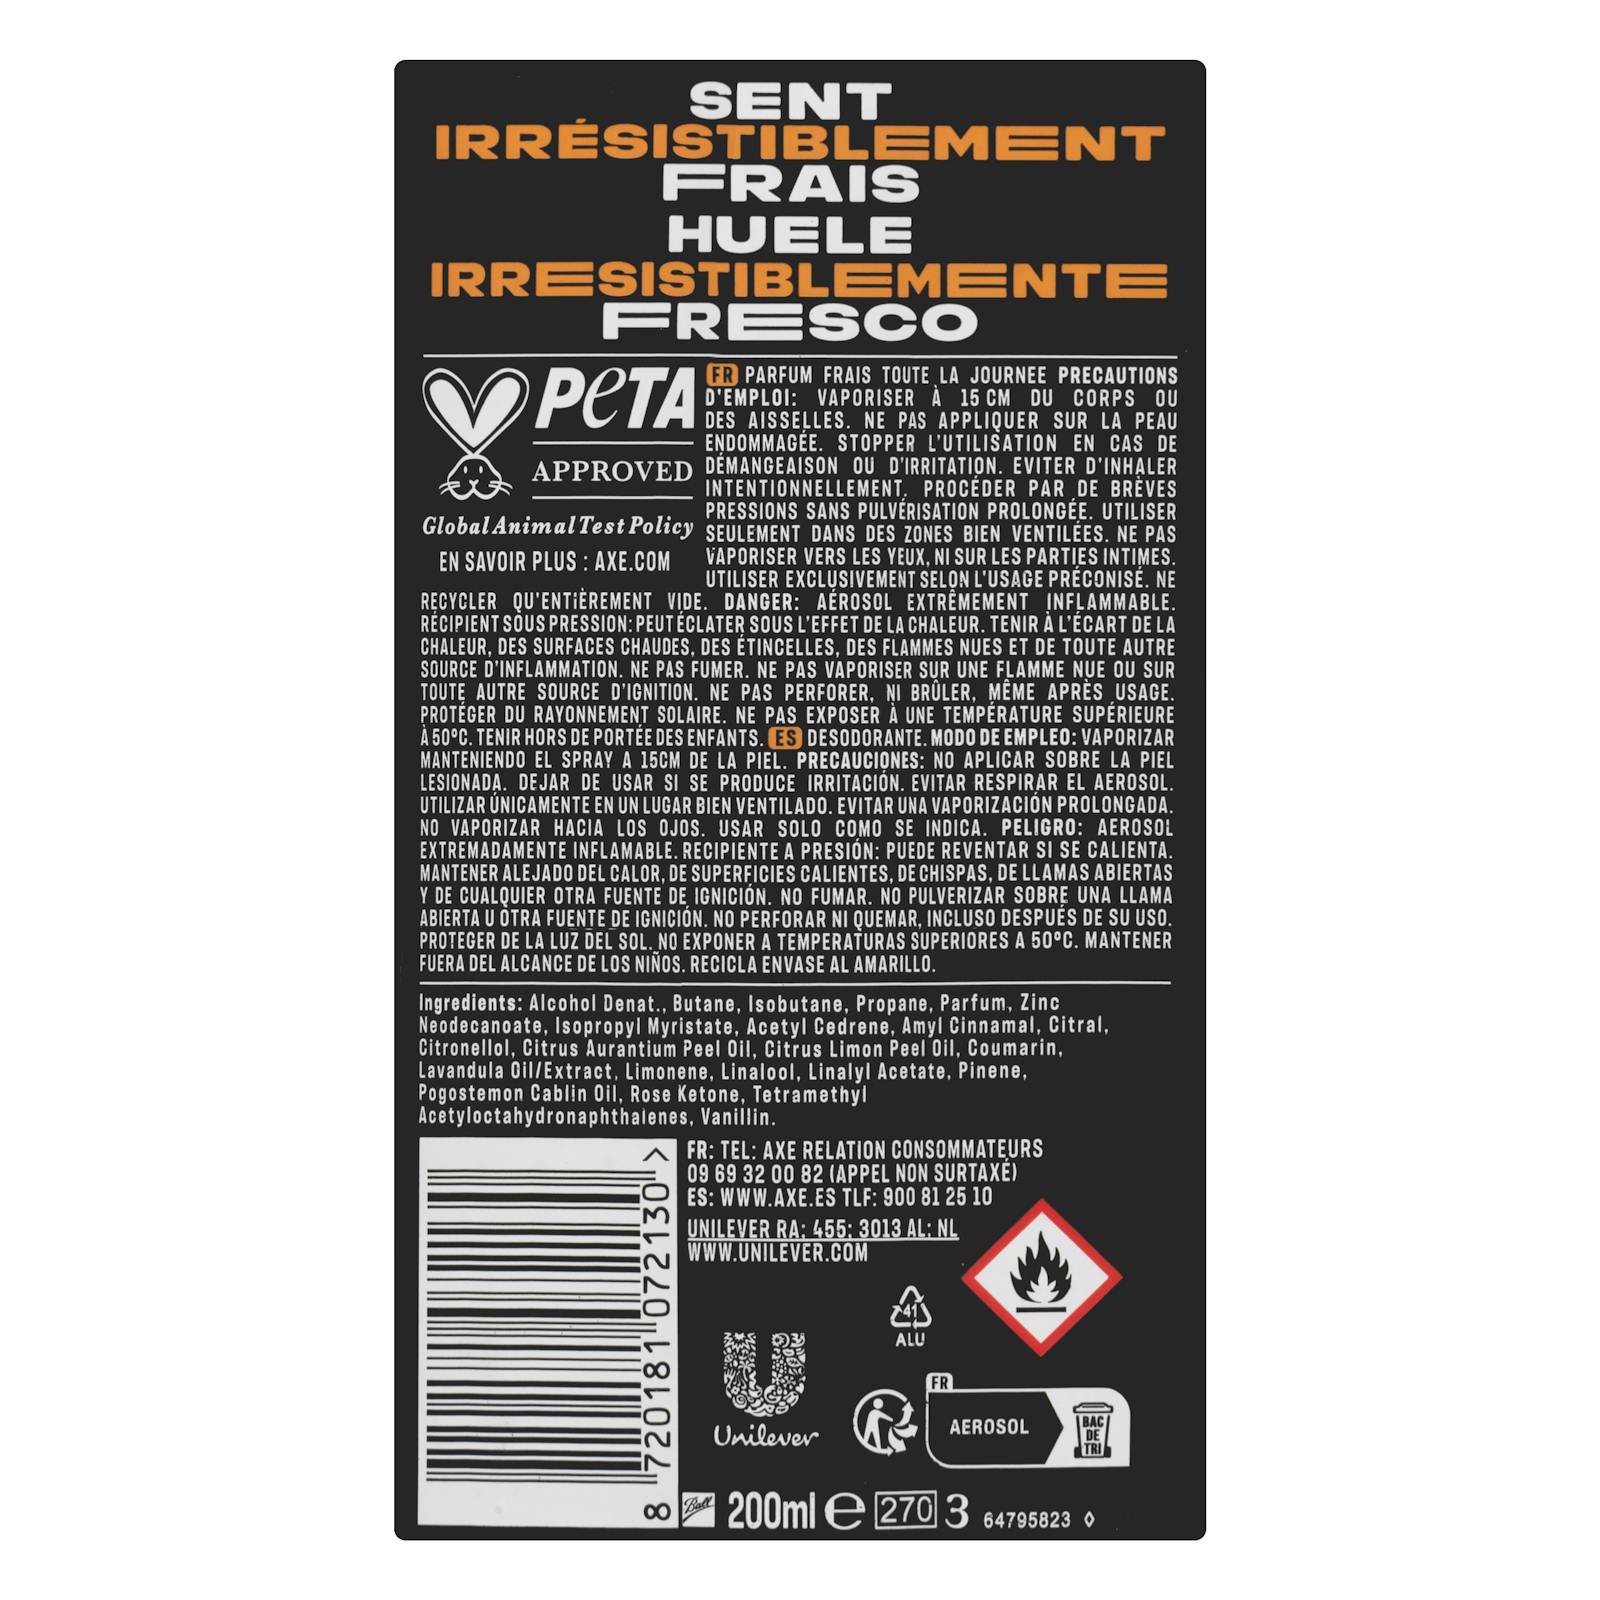 SENT
IRRÉSISTIBLEMENT
FRAIS
HUELE
IRRESISTIBLEMENTE
FRESCO
PETA
APPROVED
Global Animal Test Policy
EN SAVOIR PLUS : AXE.COM
FR PARFUM FRAIS TOUTE LA JOURNEE PRECAUTIONS
D'EMPLOI: VAPORISER À 15 CM DU CORPS OU
DES AISSELLES. NE PAS APPLIQUER SUR LA PEAU
ENDOMMAGÉE. STOPPER L'UTILISATION EN CAS DE
DÉMANGEAISON OU D'IRRITATION. EVITER D'INHALER
INTENTIONNELLEMENT. PROCÉDER PAR DE BRÈVES
PRESSIONS SANS PULVÉRISATION PROLONGÉE. UTILISER
SEULEMENT DANS DES ZONES BIEN VENTILÉES. NE PAS
VAPORISER VERS LES YEUX, NI SUR LES PARTIES INTIMES.
UTILISER EXCLUSIVEMENT SELON L'USAGE PRÉCONISÉ. NE
RECYCLER QU'ENTIÈREMENT VIDE. DANGER: AÉROSOL EXTRÊMEMENT INFLAMMABLE.
RÉCIPIENT SOUS PRESSION: PEUT ÉCLATER SOUS L'EFFET DE LA CHALEUR. TENIR À L'ÉCART DE LA
CHALEUR, DES SURFACES CHAUDES, DES ÉTINCELLES, DES FLAMMES NUES ET DE TOUTE AUTRE
SOURCE D'INFLAMMATION. NE PAS FUMER. NE PAS VAPORISER SUR UNE FLAMME NUE OU SUR
TOUTE AUTRE SOURCE D'IGNITION. NE PAS PERFORER, NI BRÛLER, MÊME APRÈS USAGE.
PROTÉGER DU RAYONNEMENT SOLAIRE. NE PAS EXPOSER À UNE TEMPÉRATURE SUPÉRIEURE
À 50°C. TENIR HORS DE PORTÉE DES ENFANTS. ES DESODORANTE. MODO DE EMPLEO: VAPORIZAR
MANTENIENDO EL SPRAY A 15CM DE LA PIEL. PRECAUCIONES: NO APLICAR SOBRE LA PIEL
LESIONADA. DEJAR DE USAR SI SE PRODUCE IRRITACIÓN. EVITAR RESPIRAR EL AEROSOL.
UTILIZAR ÚNICAMENTE EN UN LUGAR BIEN VENTILADO. EVITAR UNA VAPORIZACIÓN PROLONGADA.
NO VAPORIZAR HACIA LOS OJOS. USAR SOLO COMO SE INDICA. PELIGRO: AEROSOL
EXTREMADAMENTE INFLAMABLE. RECIPIENTE A PRESIÓN: PUEDE REVENTAR SI SE CALIENTA.
MANTENER ALEJADO DEL CALOR, DE SUPERFICIES CALIENTES, DE CHISPAS, DE LLAMAS ABIERTAS
Y DE CUALQUIER OTRA FUENTE DE IGNICIÓN. NO FUMAR. NO PULVERIZAR SOBRE UNA LLAMA
ABIERTA U OTRA FUENTE DE IGNICIÓN. NO PERFORAR NI QUEMAR, INCLUSO DESPUÉS DE SU USO.
PROTEGER DE LA LUZ DEL SOL. NO EXPONER A TEMPERATURAS SUPERIORES A 50°C. MANTENER
FUERA DEL ALCANCE DE LOS NIÑOS. RECICLA ENVASE AL AMARILLO.
Ingredients: Alcohol Denat., Butane, Isobutane, Propane, Parfum, Zinc
Neodecanoate, Isopropyl Myristate, Acetyl Cedrene, Amyl Cinnamal, Citral,
Citronellol, Citrus Aurantium Peel Oil, Citrus Limon Peel Oil, Coumarin,
Lavandula Oil/Extract, Limonene, Linalool, Linalyl Acetate, Pinene,
Pogostemon Cablin Oil, Rose Ketone, Tetramethyl
Acetyloctahydronaphthalenes, Vanillin.
8 720181 072130 >
FR: TEL: AXE RELATION CONSOMMATEURS
09 69 32 00 82 (APPEL NON SURTAXÉ)
ES: WWW.AXE.ES TLF: 900 81 25 10
UNILEVER RA; 455; 3013 AL; NL
WWW.UNILEVER.COM
41
ALU
Unilever
FR
AEROSOL
BAC
DE
TRI
Ball 200ml e 270 3 64795823